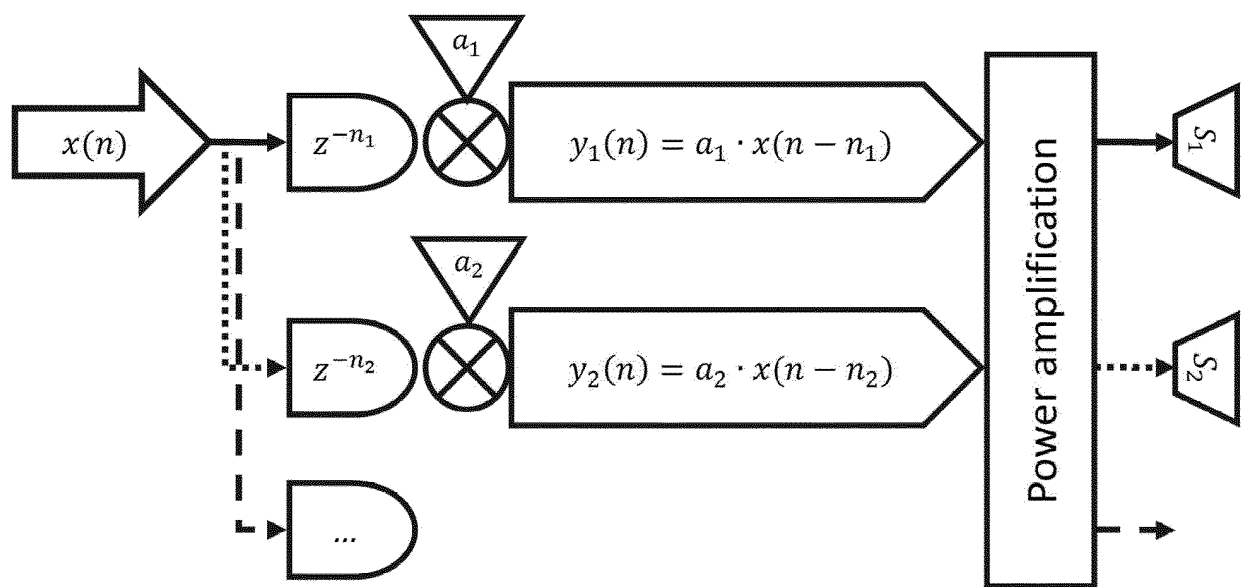 a₁
x(n)
z⁻ⁿ¹
y₁(n) = a₁ · x(n − n₁)
S₁
a₂
z⁻ⁿ²
y₂(n) = a₂ · x(n − n₂)
S₂
Power amplification
...